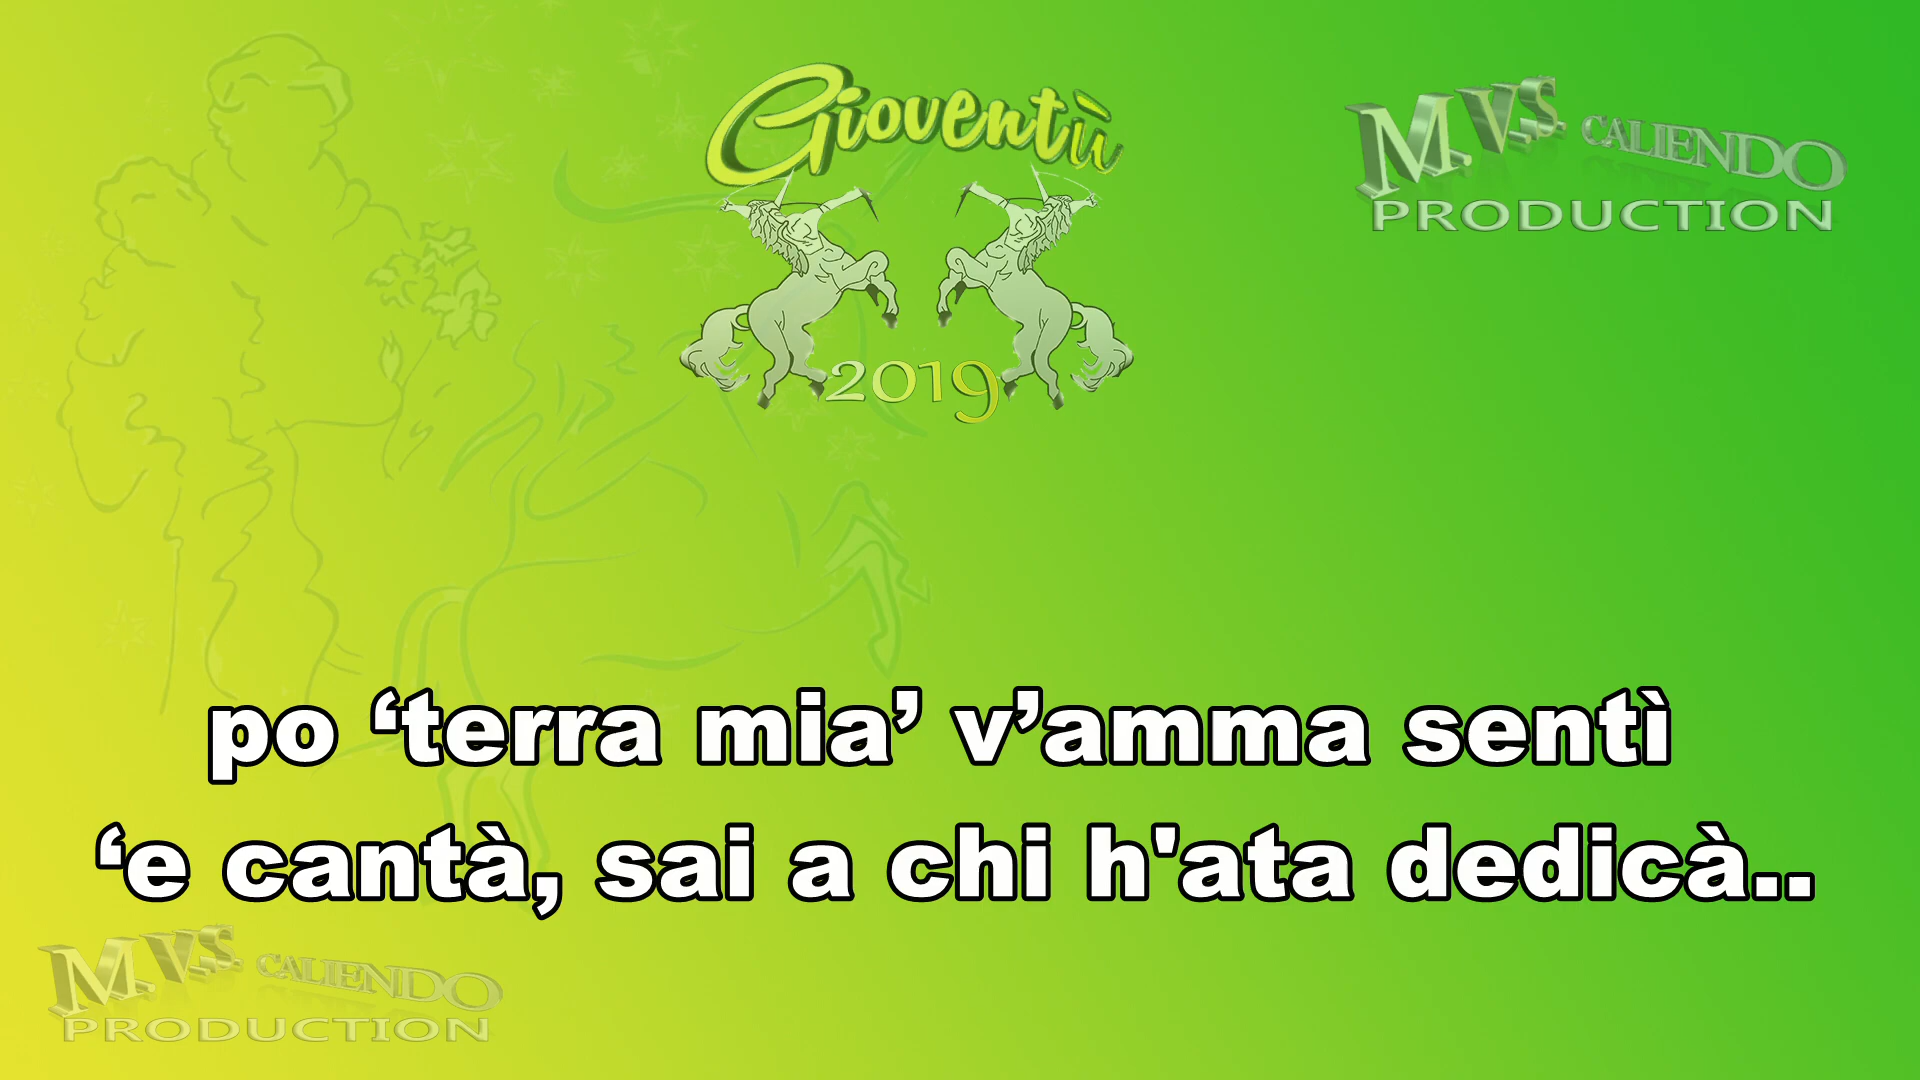 Gioventù
M.V.S. CALIENDO
PRODUCTION
2019
po ‘terra mia’ v’amma sentì
‘e cantà, sai a chi h'ata dedicà..
M.V.S. CALIENDO
PRODUCTION